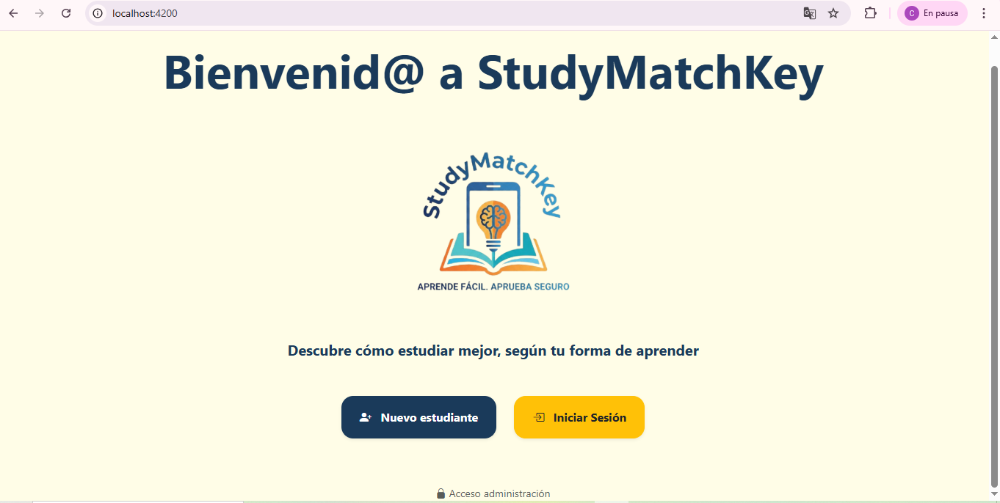 localhost:4200
C En pausa
Bienvenid@ a StudyMatchKey
StudyMatchKey
APRENDE FÁCIL. APRUEBA SEGURO
Descubre cómo estudiar mejor, según tu forma de aprender
Nuevo estudiante
Iniciar Sesión
Acceso administración